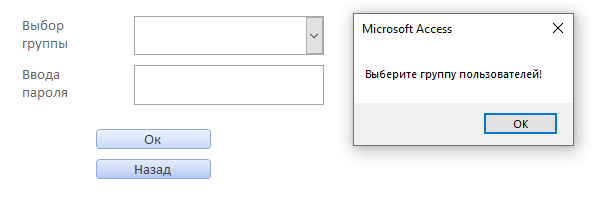 Выбор
группы
Ввода
пароля
Ок
Назад
Microsoft Access
Выберите группу пользователей!
ОК